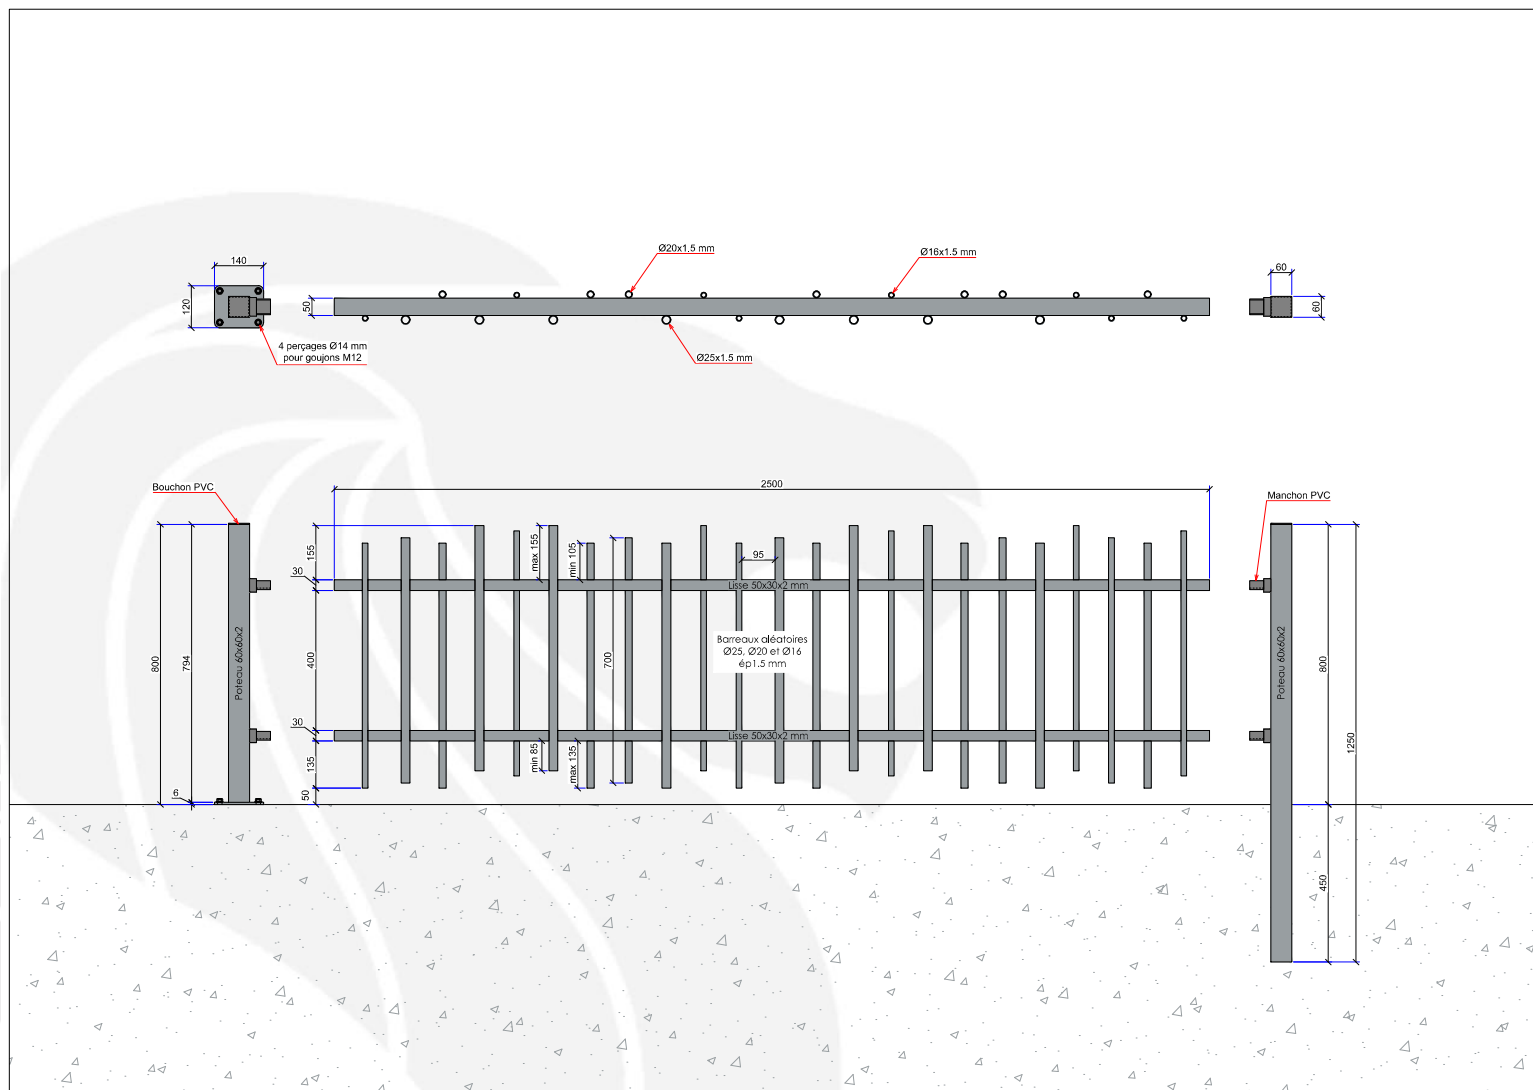 Ø20x1.5 mm
Ø16x1.5 mm
140
120
50
60
60
4 perçages Ø14 mm
pour goujons M12
Ø25x1.5 mm
Bouchon PVC
2500
Manchon PVC
155
max 155
min 105
95
30
Lisse 50x30x2 mm
800
794
Poteau 60x60x2
400
700
Barreaux aléatoires
Ø25, Ø20 et Ø16
ép1.5 mm
Poteau 60x60x2
800
1250
30
Lisse 50x30x2 mm
135
min 85
max 135
6
50
450